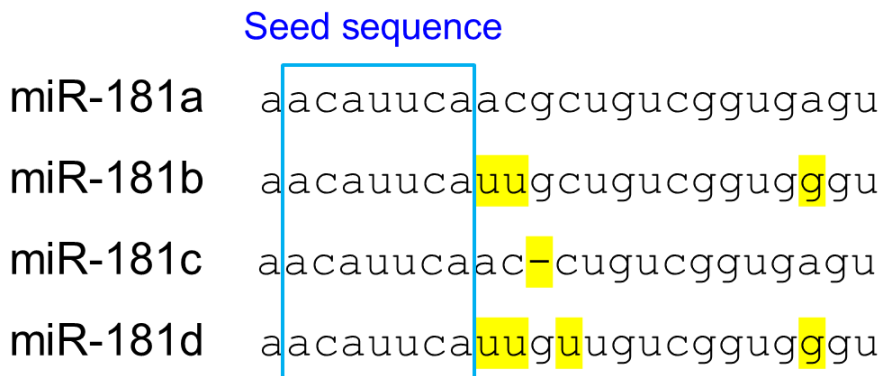 Seed sequence
miR-181a aacauucaacgcugucggugagu
miR-181b aacauucauugcugucggugggu
miR-181c aacauucaac-cugucggugagu
miR-181d aacauucauuguugucggugggu